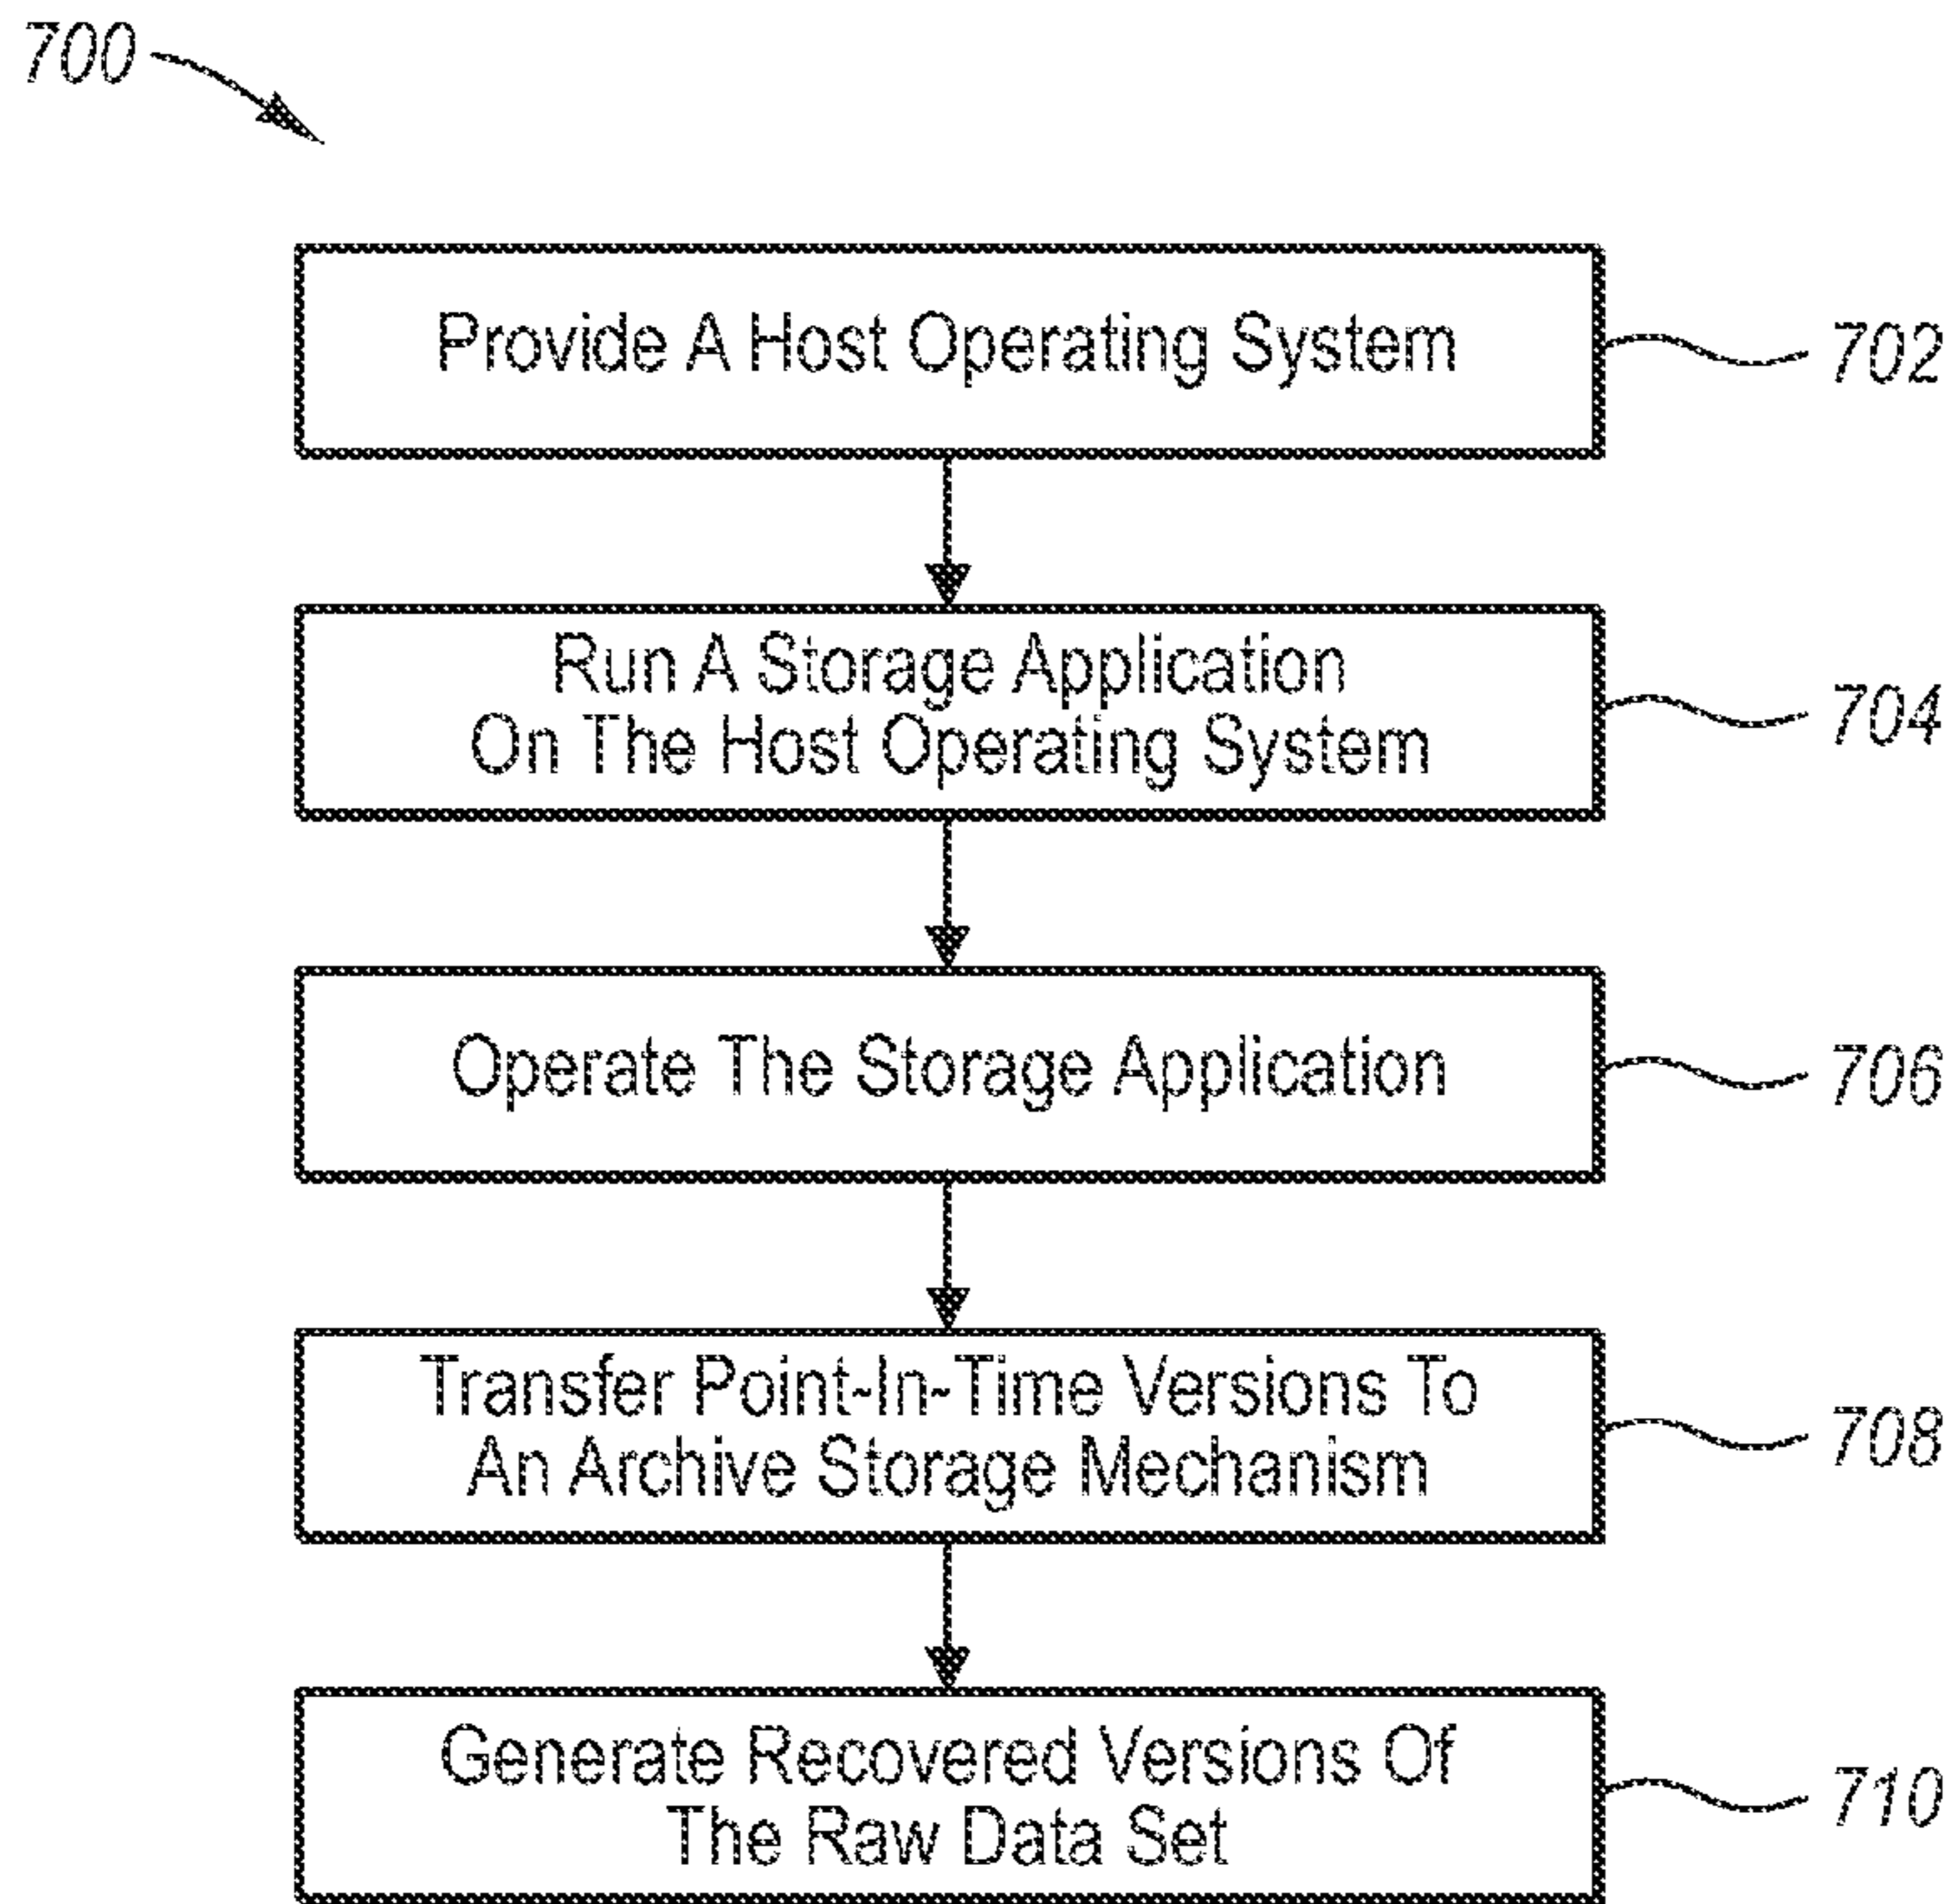 700
Provide A Host Operating System
702
Run A Storage Application
On The Host Operating System
704
Operate The Storage Application
706
Transfer Point-In-Time Versions To
An Archive Storage Mechanism
708
Generate Recovered Versions Of
The Raw Data Set
710